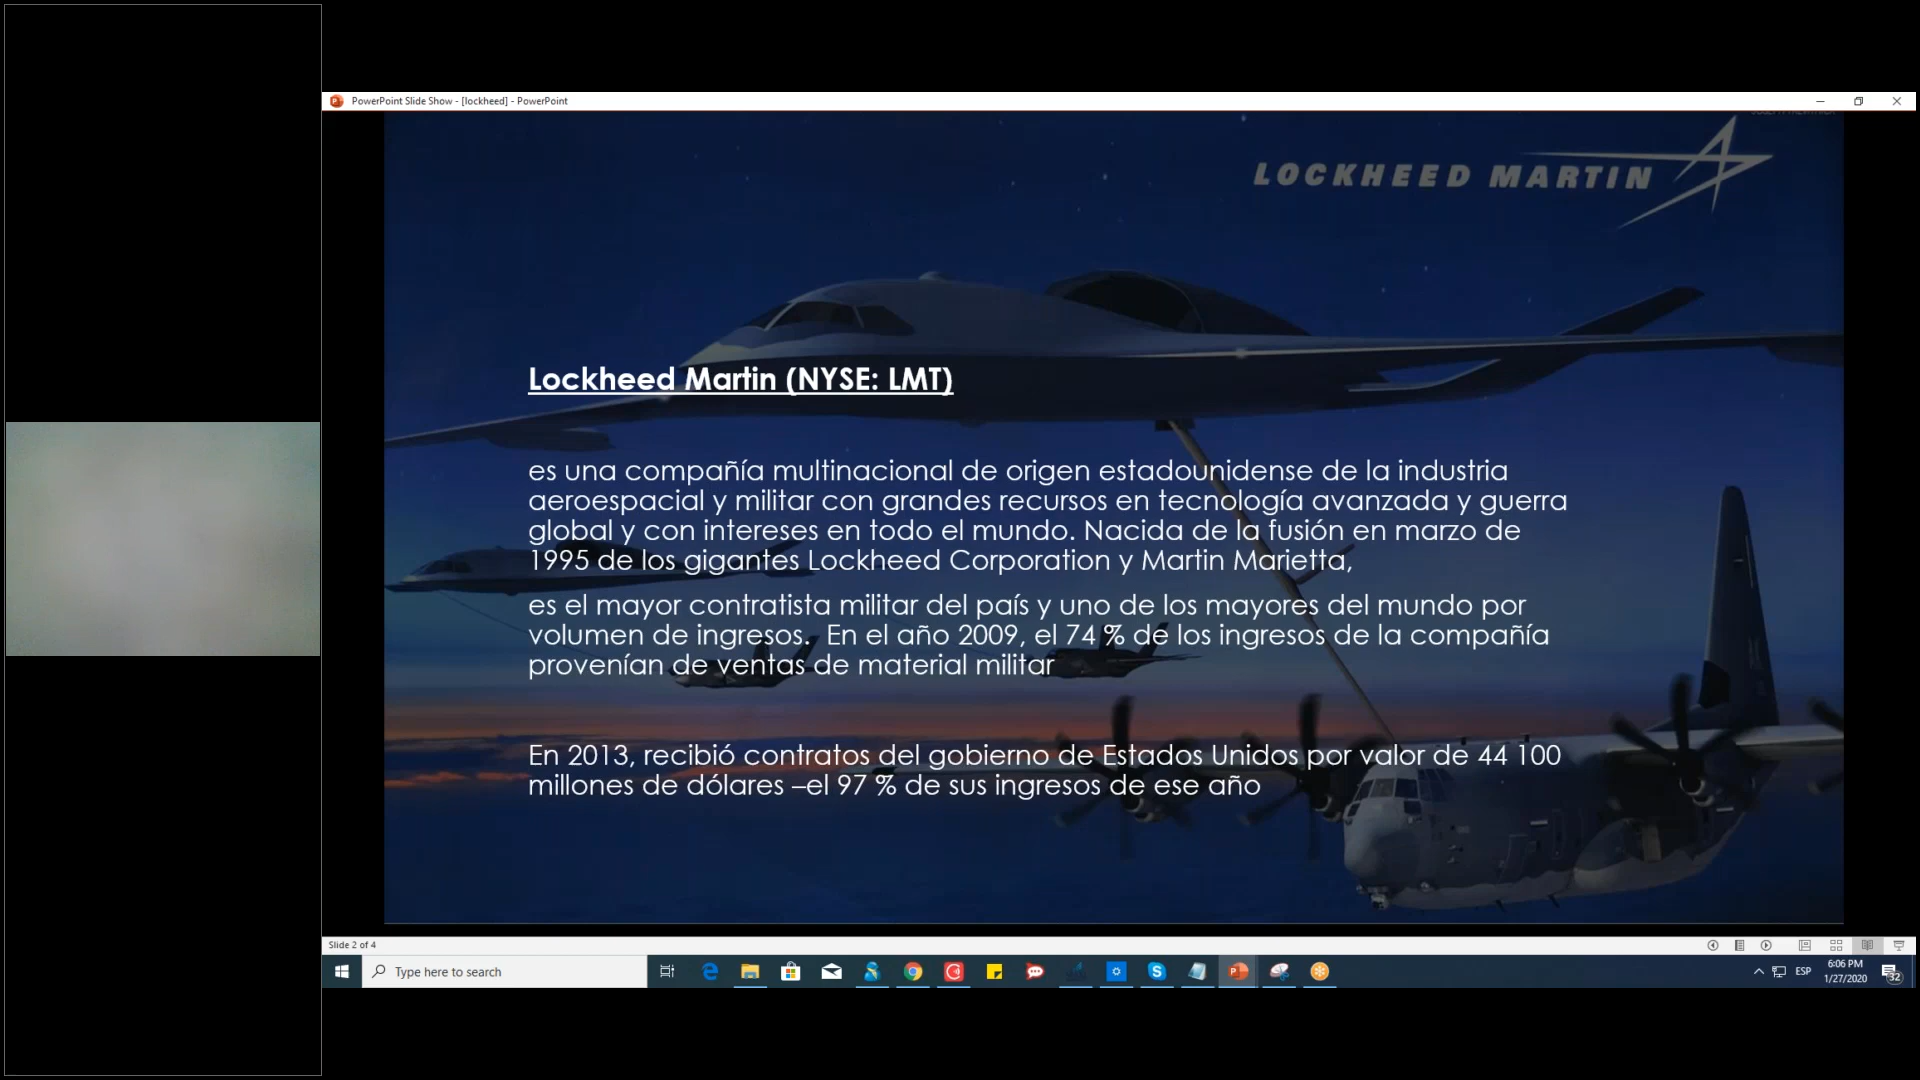 PowerPoint Slide Show - [lockheed] - PowerPoint
LOCKHEED MARTIN
Lockheed Martin (NYSE: LMT)
es una compañía multinacional de origen estadounidense de la industria
aeroespacial y militar con grandes recursos en tecnología avanzada y guerra
global y con intereses en todo el mundo. Nacida de la fusión en marzo de
1995 de los gigantes Lockheed Corporation y Martin Marietta,
es el mayor contratista militar del país y uno de los mayores del mundo por
volumen de ingresos.  En el año 2009, el 74 % de los ingresos de la compañía
provenían de ventas de material militar
En 2013, recibió contratos del gobierno de Estados Unidos por valor de 44 100
millones de dólares –el 97 % de sus ingresos de ese año
Slide 2 of 4
Type here to search
ESP
6:06 PM
1/27/2020
32